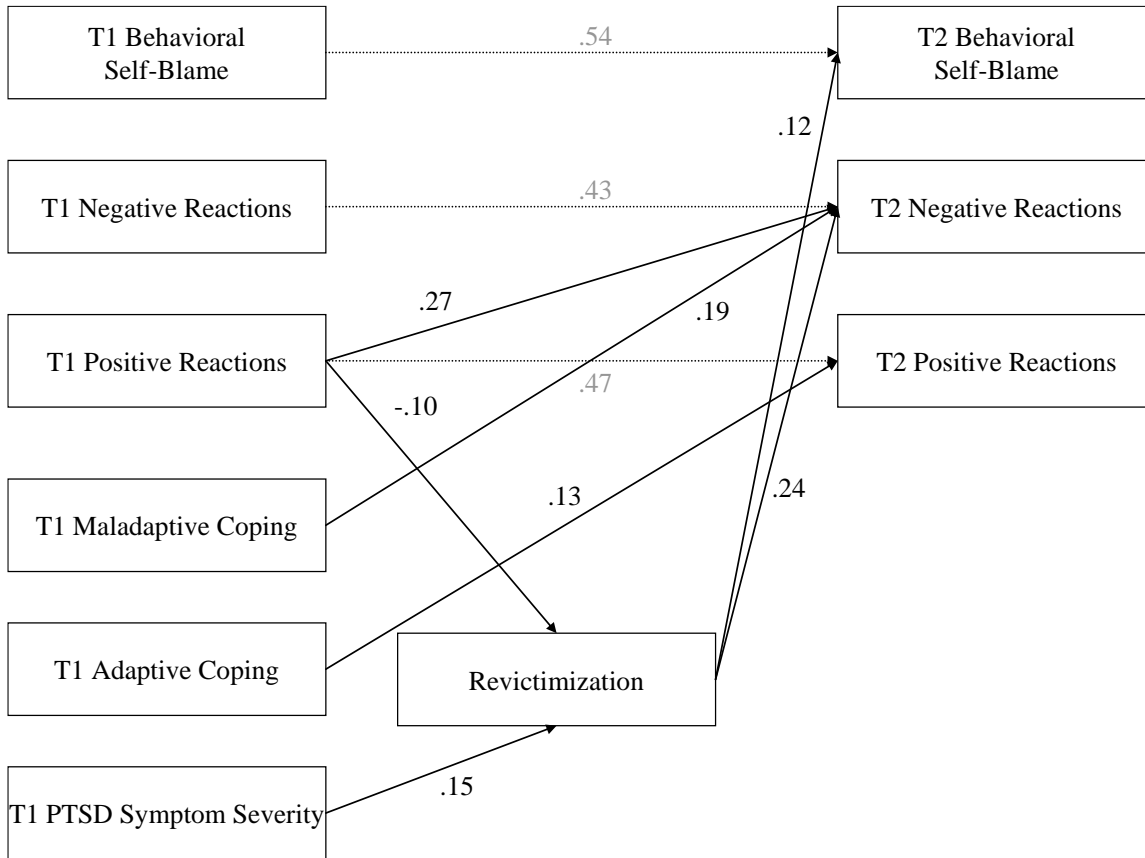 T1 Behavioral
Self-Blame
.54
T2 Behavioral
Self-Blame
.12
T1 Negative Reactions
.43
T2 Negative Reactions
.27
.19
T1 Positive Reactions
.47
T2 Positive Reactions
-.10
.13
.24
T1 Maladaptive Coping
T1 Adaptive Coping
Revictimization
.15
T1 PTSD Symptom Severity